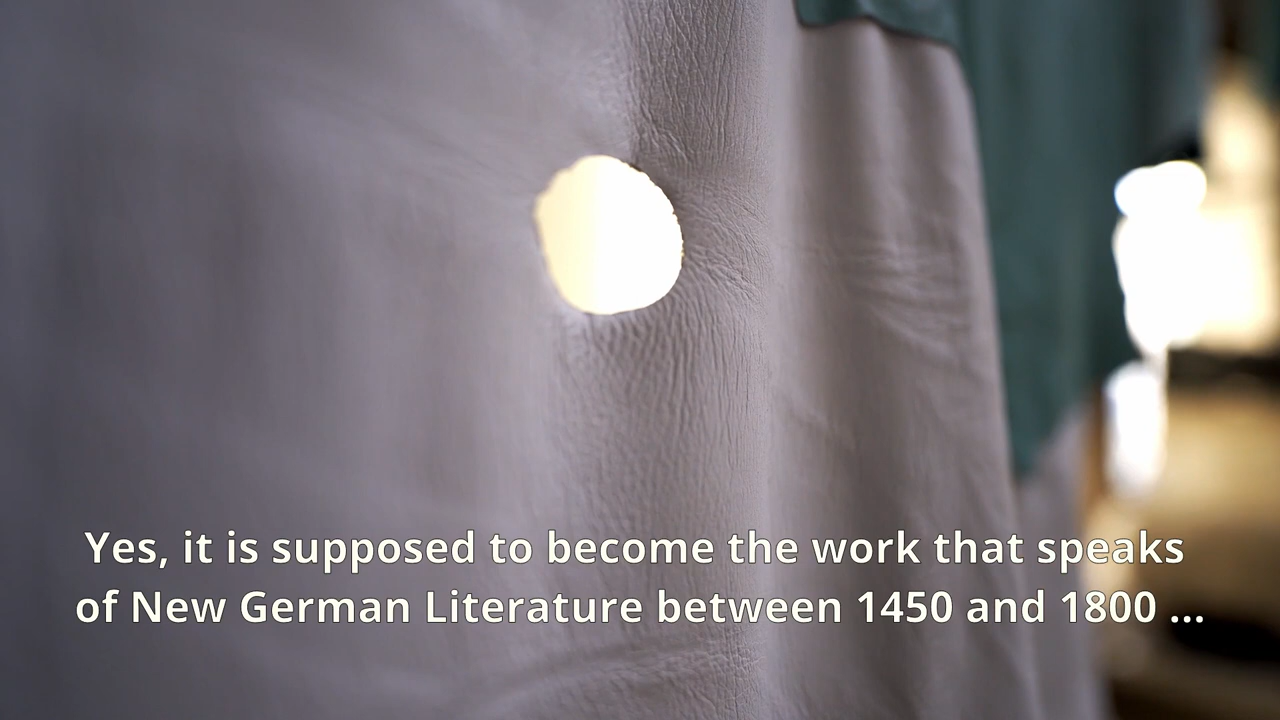 Yes, it is supposed to become the work that speaks
of New German Literature between 1450 and 1800 ...